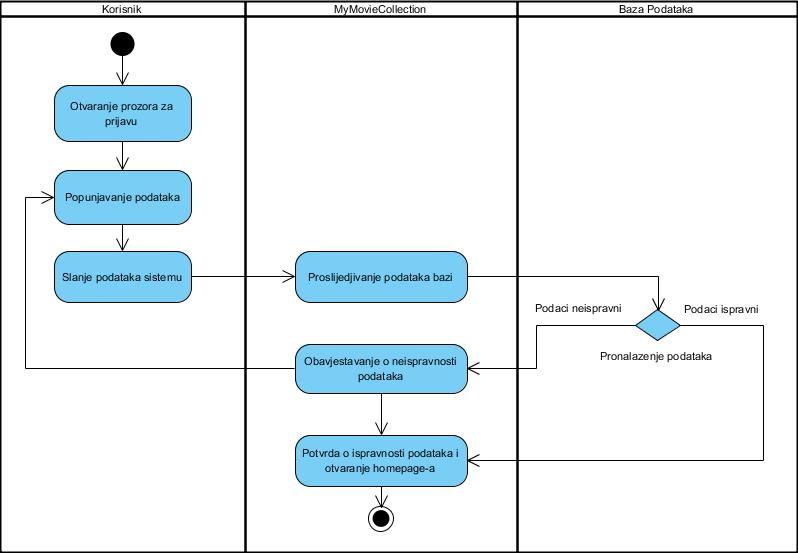 Korisnik
MyMovieCollection
Baza Podataka
Otvaranje prozora za
prijavu
Popunjavanje podataka
Slanje podataka sistemu
Proslijedjivanje podataka bazi
Podaci neispravni
Podaci ispravni
Pronalazenje podataka
Obavjestavanje o neispravnosti
podataka
Potvrda o ispravnosti podataka i
otvaranje homepage-a